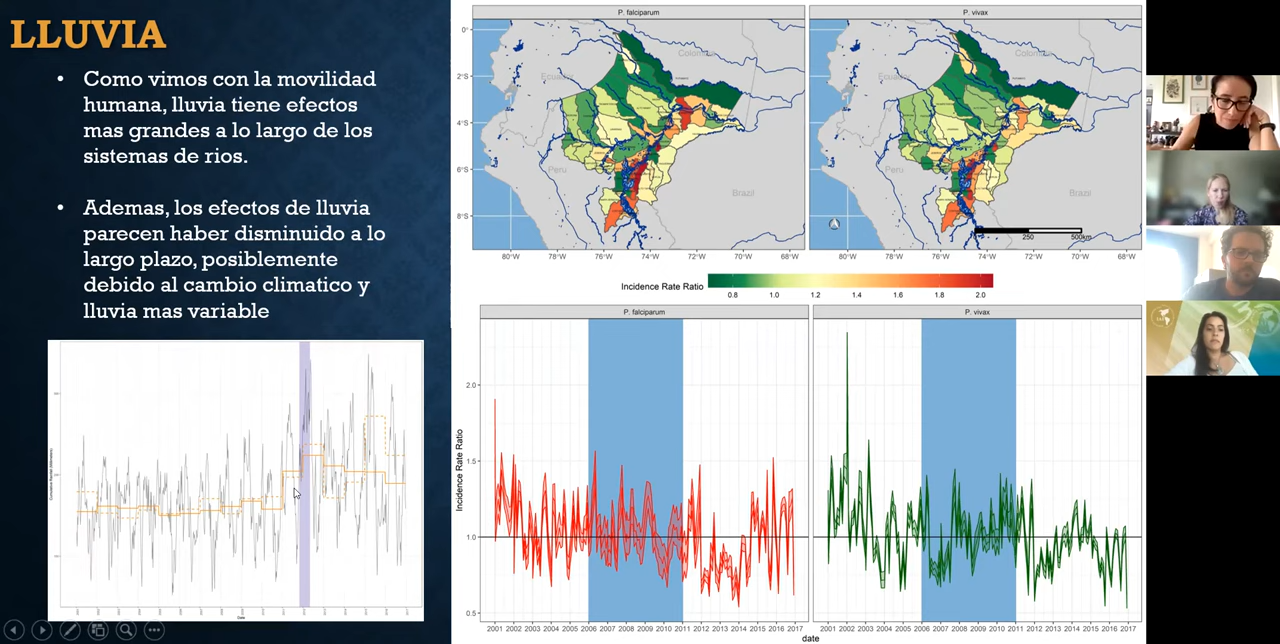 LLUVIA
• Como vimos con la movilidad
humana, lluvia tiene efectos
mas grandes a lo largo de los
sistemas de rios.
• Ademas, los efectos de lluvia
parecen haber disminuido a lo
largo plazo, posiblemente
debido al cambio climatico y
lluvia mas variable
P. falciparum
P. vivax
0°
2°S
4°S
6°S
8°S
Colombia
Ecuador
Peru
Brazil
Colombia
Ecuador
Peru
Brazil
250
500km
80°W 78°W 76°W 74°W 72°W 70°W 68°W
80°W 78°W 76°W 74°W 72°W 70°W 68°W
Incidence Rate Ratio
0.8 1.0 1.2 1.4 1.6 1.8 2.0
P. falciparum
P. vivax
Incidence Rate Ratio
2.0
1.5
1.0
0.5
2001 2002 2003 2004 2005 2006 2007 2008 2009 2010 2011 2012 2013 2014 2015 2016 2017
2001 2002 2003 2004 2005 2006 2007 2008 2009 2010 2011 2012 2013 2014 2015 2016 2017
date
Date